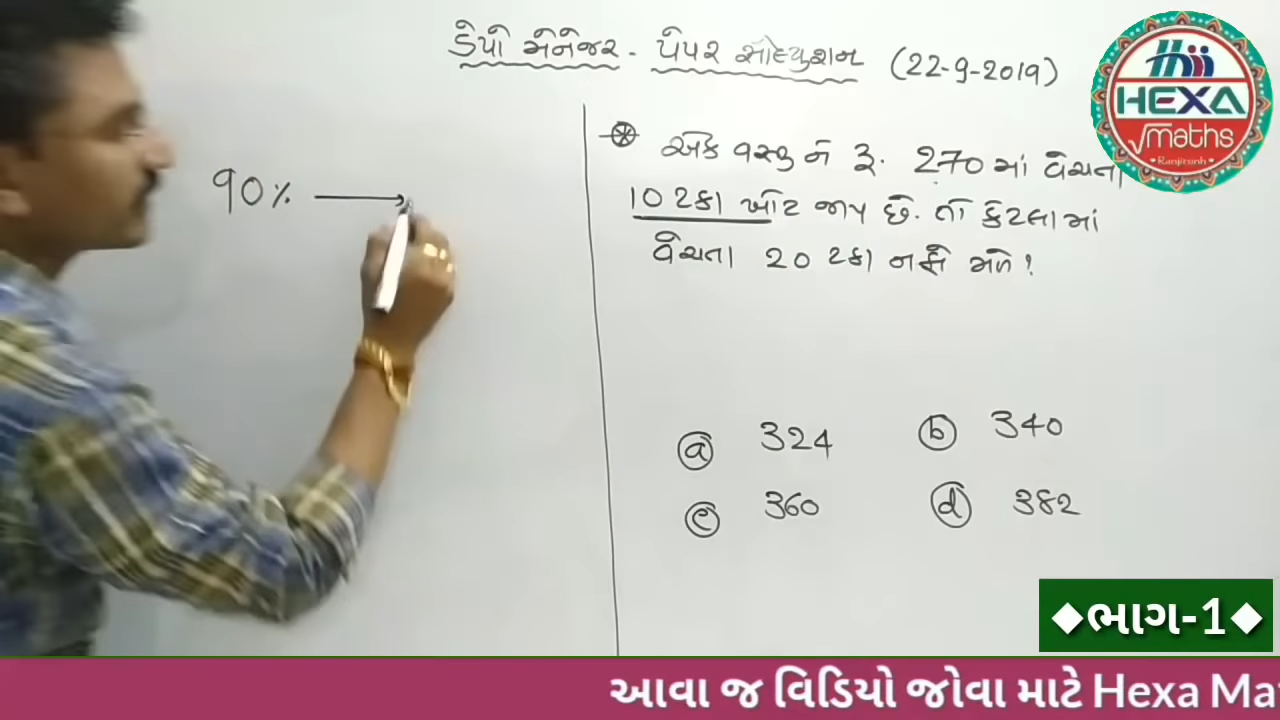 ડેપો મેનેજર - પેપર સોલ્યુશન (22-9-2019)
HEXA
maths
Ranjitsinh
90% →
એક વસ્તુ ને રૂ. 270 માં વેચતા
10 ટકા ખોટ જાય છે. તો કેટલામાં
વેચતા 20 ટકા નફો મળે?
a 324 b 340
c 360 d 382
◆ભાગ-1◆
આવા જ વિડિયો જોવા માટે Hexa Ma